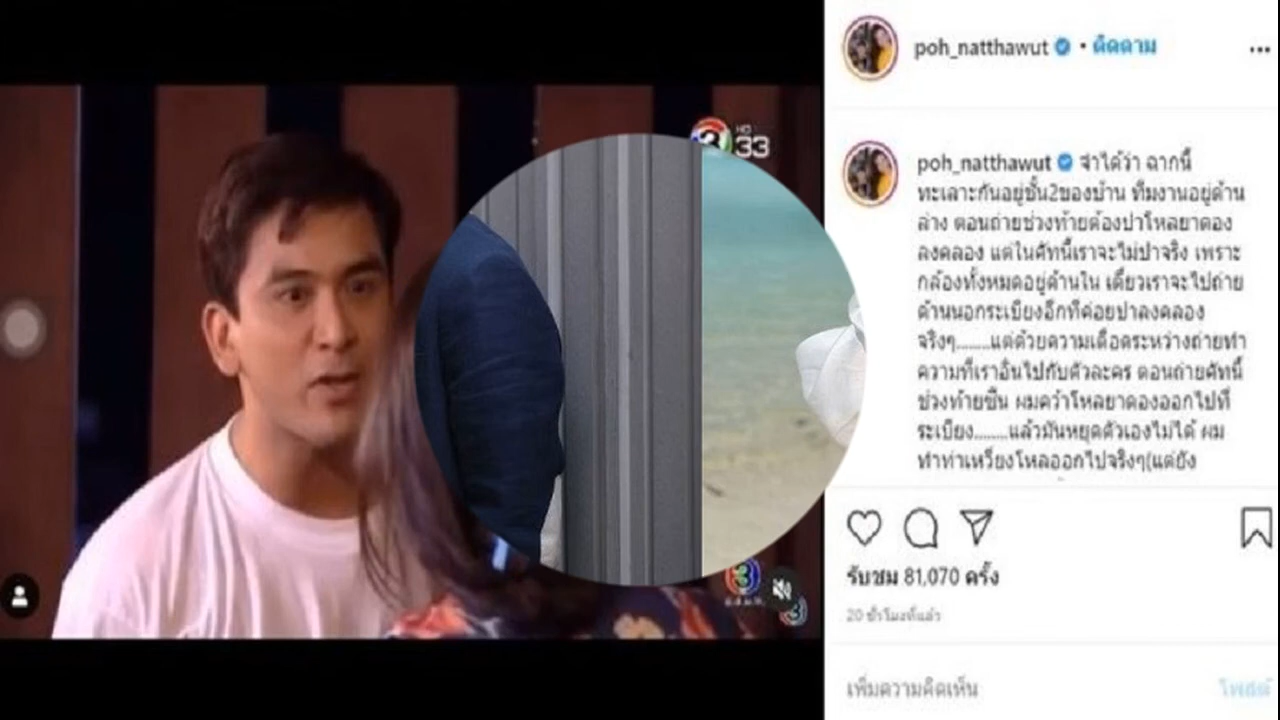 HD
3 33
poh_natthawut • ติดตาม
poh_natthawut จำได้ว่า ฉากนี้
ทะเลาะกันอยู่ชั้น2ของบ้าน ทีมงานอยู่ด้าน
ล่าง ตอนถ่ายช่วงท้ายต้องปาโหลยาดอง
ลงคลอง แต่ในคัทนี้เราจะไม่ปาจริง เพราะ
กล้องทั้งหมดอยู่ด้านใน เดี๋ยวเราจะไปถ่าย
ด้านนอกระเบียงอีกทีค่อยปาลงคลอง
จริงๆ........แต่ด้วยความเดือดระหว่างถ่ายทำ
ความที่เราอินไปกับตัวละคร ตอนถ่ายคัทนี้
ช่วงท้ายซีน ผมคว้าโหลยาดองออกไปที่
ระเบียง........แล้วมันหยุดตัวเองไม่ได้ ผม
ทำท่าเหวี่ยงโหลออกไปจริงๆ(แต่ยัง
3
3
รับชม 81,070 ครั้ง
20 ชั่วโมงที่แล้ว
เพิ่มความคิดเห็น
โพสต์